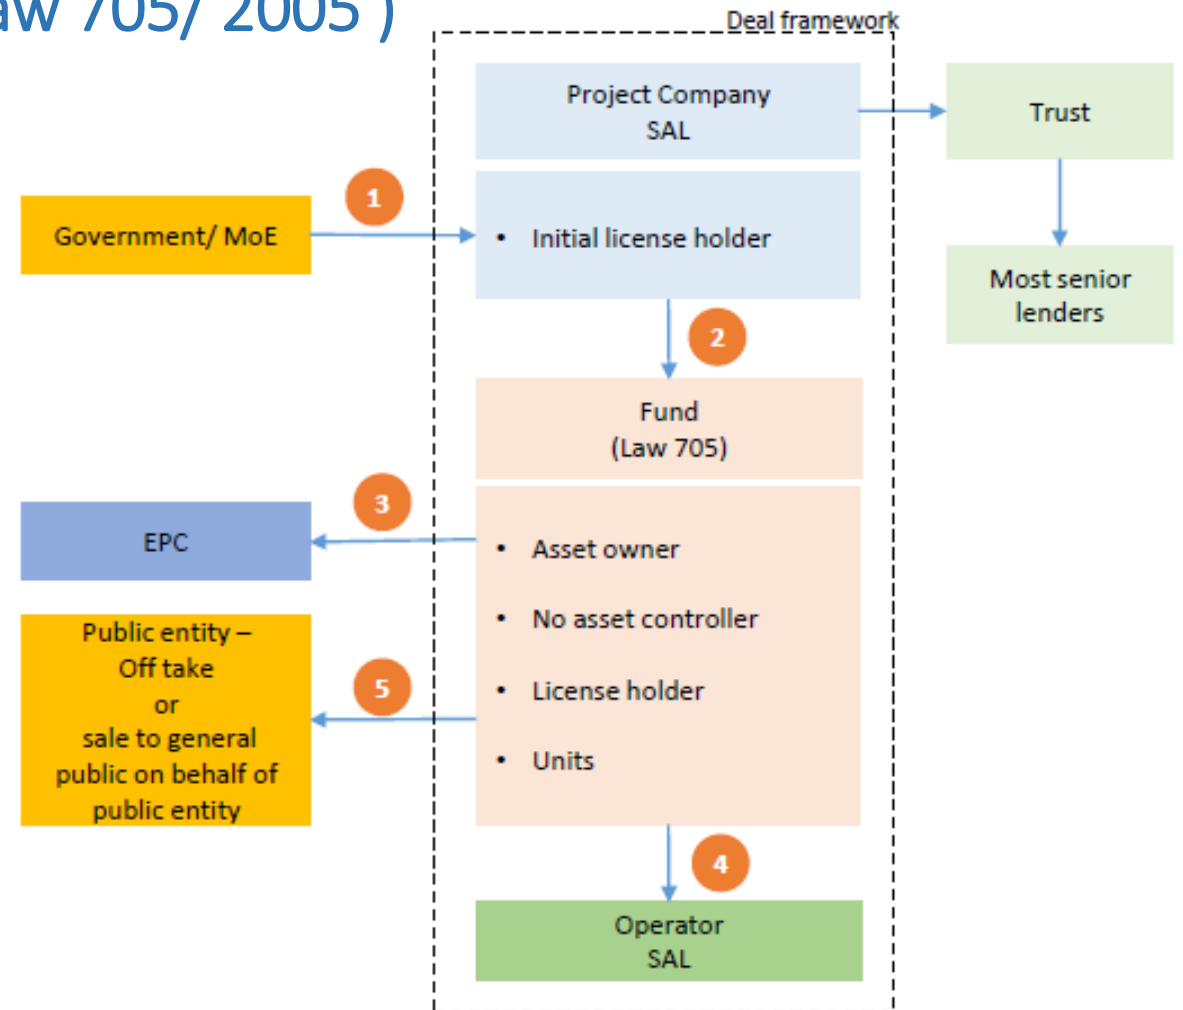 aw 705/ 2005 )
Deal framework
Project Company
SAL
Trust
1
Government/ MoE
• Initial license holder
Most senior
lenders
2
Fund
(Law 705)
3
EPC
• Asset owner
• No asset controller
• License holder
• Units
Public entity –
Off take
or
sale to general
public on behalf of
public entity
5
4
Operator
SAL